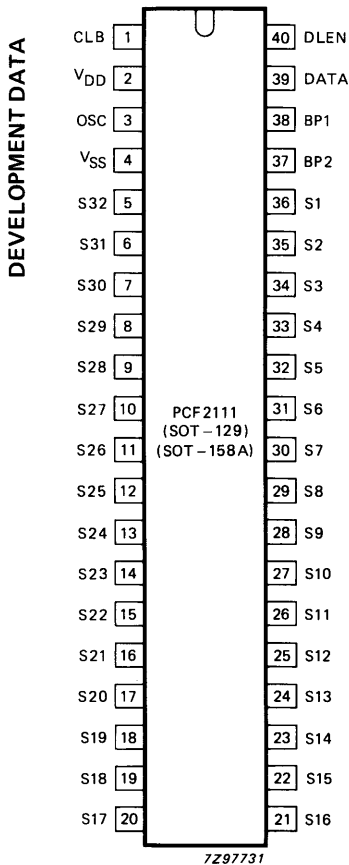 DEVELOPMENT DATA
CLB 1 40 DLEN
VDD 2 39 DATA
OSC 3 38 BP1
VSS 4 37 BP2
S32 5 36 S1
S31 6 35 S2
S30 7 34 S3
S29 8 33 S4
S28 9 32 S5
S27 10 31 S6
S26 11 30 S7
S25 12 29 S8
S24 13 28 S9
S23 14 27 S10
S22 15 26 S11
S21 16 25 S12
S20 17 24 S13
S19 18 23 S14
S18 19 22 S15
S17 20 21 S16
PCF2111
(SOT-129)
(SOT-158A)
7Z97731